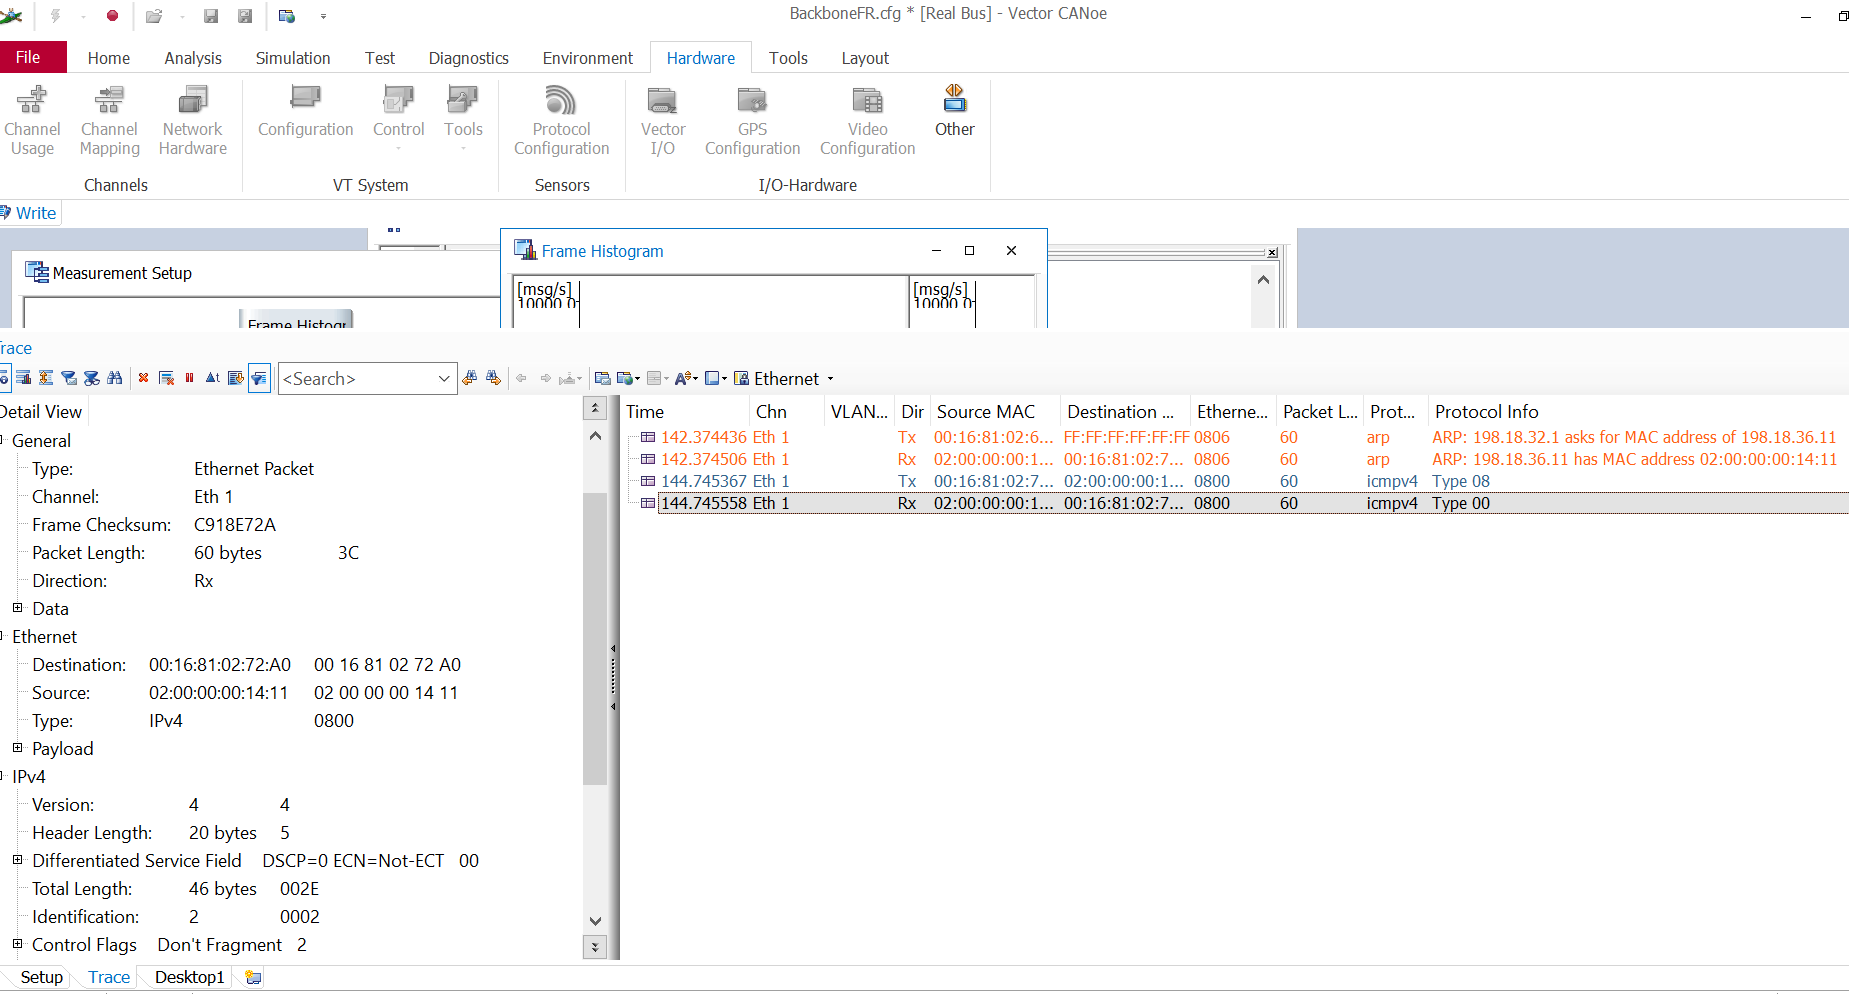 BackboneFR.cfg * [Real Bus] - Vector CANoe
File Home Analysis Simulation Test Diagnostics Environment Hardware Tools Layout
Channel Usage
Channel Mapping
Network Hardware
Configuration
Control
Tools
Protocol Configuration
Vector I/O
GPS Configuration
Video Configuration
Other
Channels VT System Sensors I/O-Hardware
Write
Frame Histogram
Measurement Setup
[msg/s] [msg/s]
10000.0 10000.0
Frame Histogr
race
<Search> Ethernet
Detail View
General
Type: Ethernet Packet
Channel: Eth 1
Frame Checksum: C918E72A
Packet Length: 60 bytes 3C
Direction: Rx
Data
Ethernet
Destination: 00:16:81:02:72:A0 00 16 81 02 72 A0
Source: 02:00:00:00:14:11 02 00 00 00 14 11
Type: IPv4 0800
Payload
IPv4
Version: 4 4
Header Length: 20 bytes 5
Differentiated Service Field DSCP=0 ECN=Not-ECT 00
Total Length: 46 bytes 002E
Identification: 2 0002
Control Flags Don't Fragment 2
Time Chn VLAN... Dir Source MAC Destination ... Etherne... Packet L... Prot... Protocol Info
142.374436 Eth 1 Tx 00:16:81:02:6... FF:FF:FF:FF:FF:FF 0806 60 arp ARP: 198.18.32.1 asks for MAC address of 198.18.36.11
142.374506 Eth 1 Rx 02:00:00:00:1... 00:16:81:02:7... 0806 60 arp ARP: 198.18.36.11 has MAC address 02:00:00:00:14:11
144.745367 Eth 1 Tx 00:16:81:02:7... 02:00:00:00:1... 0800 60 icmpv4 Type 08
144.745558 Eth 1 Rx 02:00:00:00:1... 00:16:81:02:7... 0800 60 icmpv4 Type 00
Setup Trace Desktop1